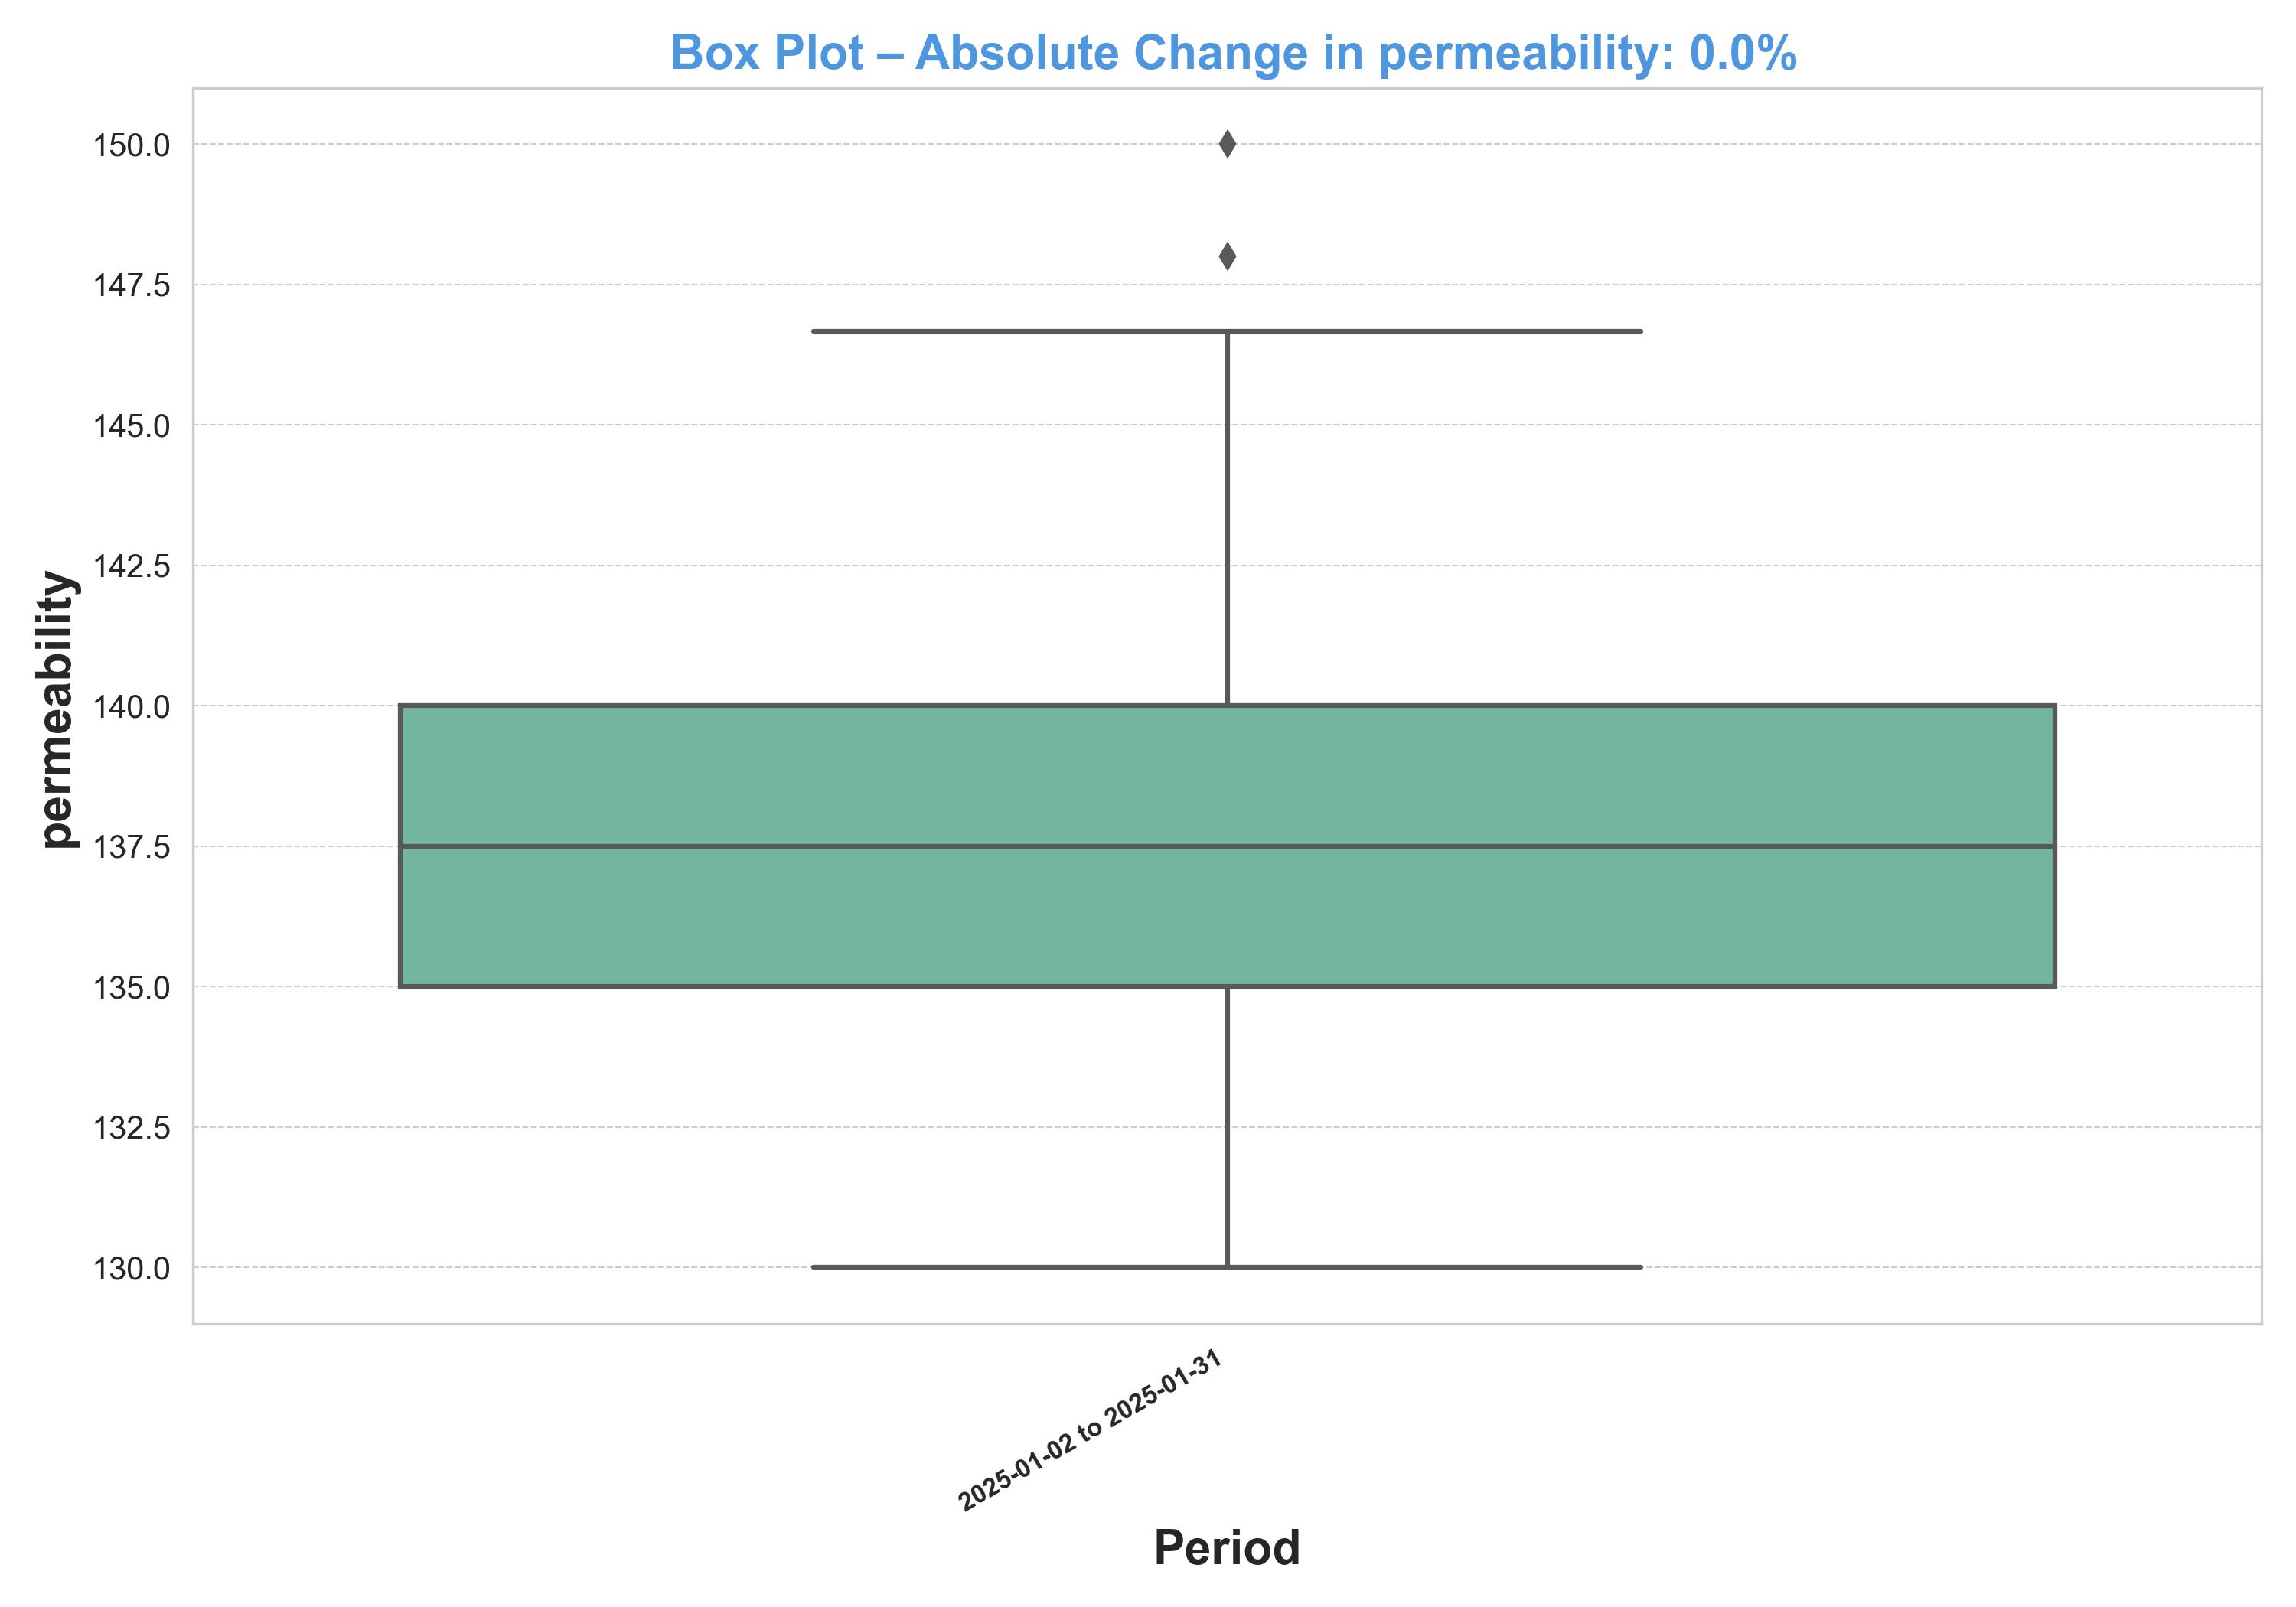 Box Plot – Absolute Change in permeability: 0.0%
150.0
147.5
145.0
142.5
140.0
137.5
135.0
132.5
130.0
permeability
2025-01-02 to 2025-01-31
Period